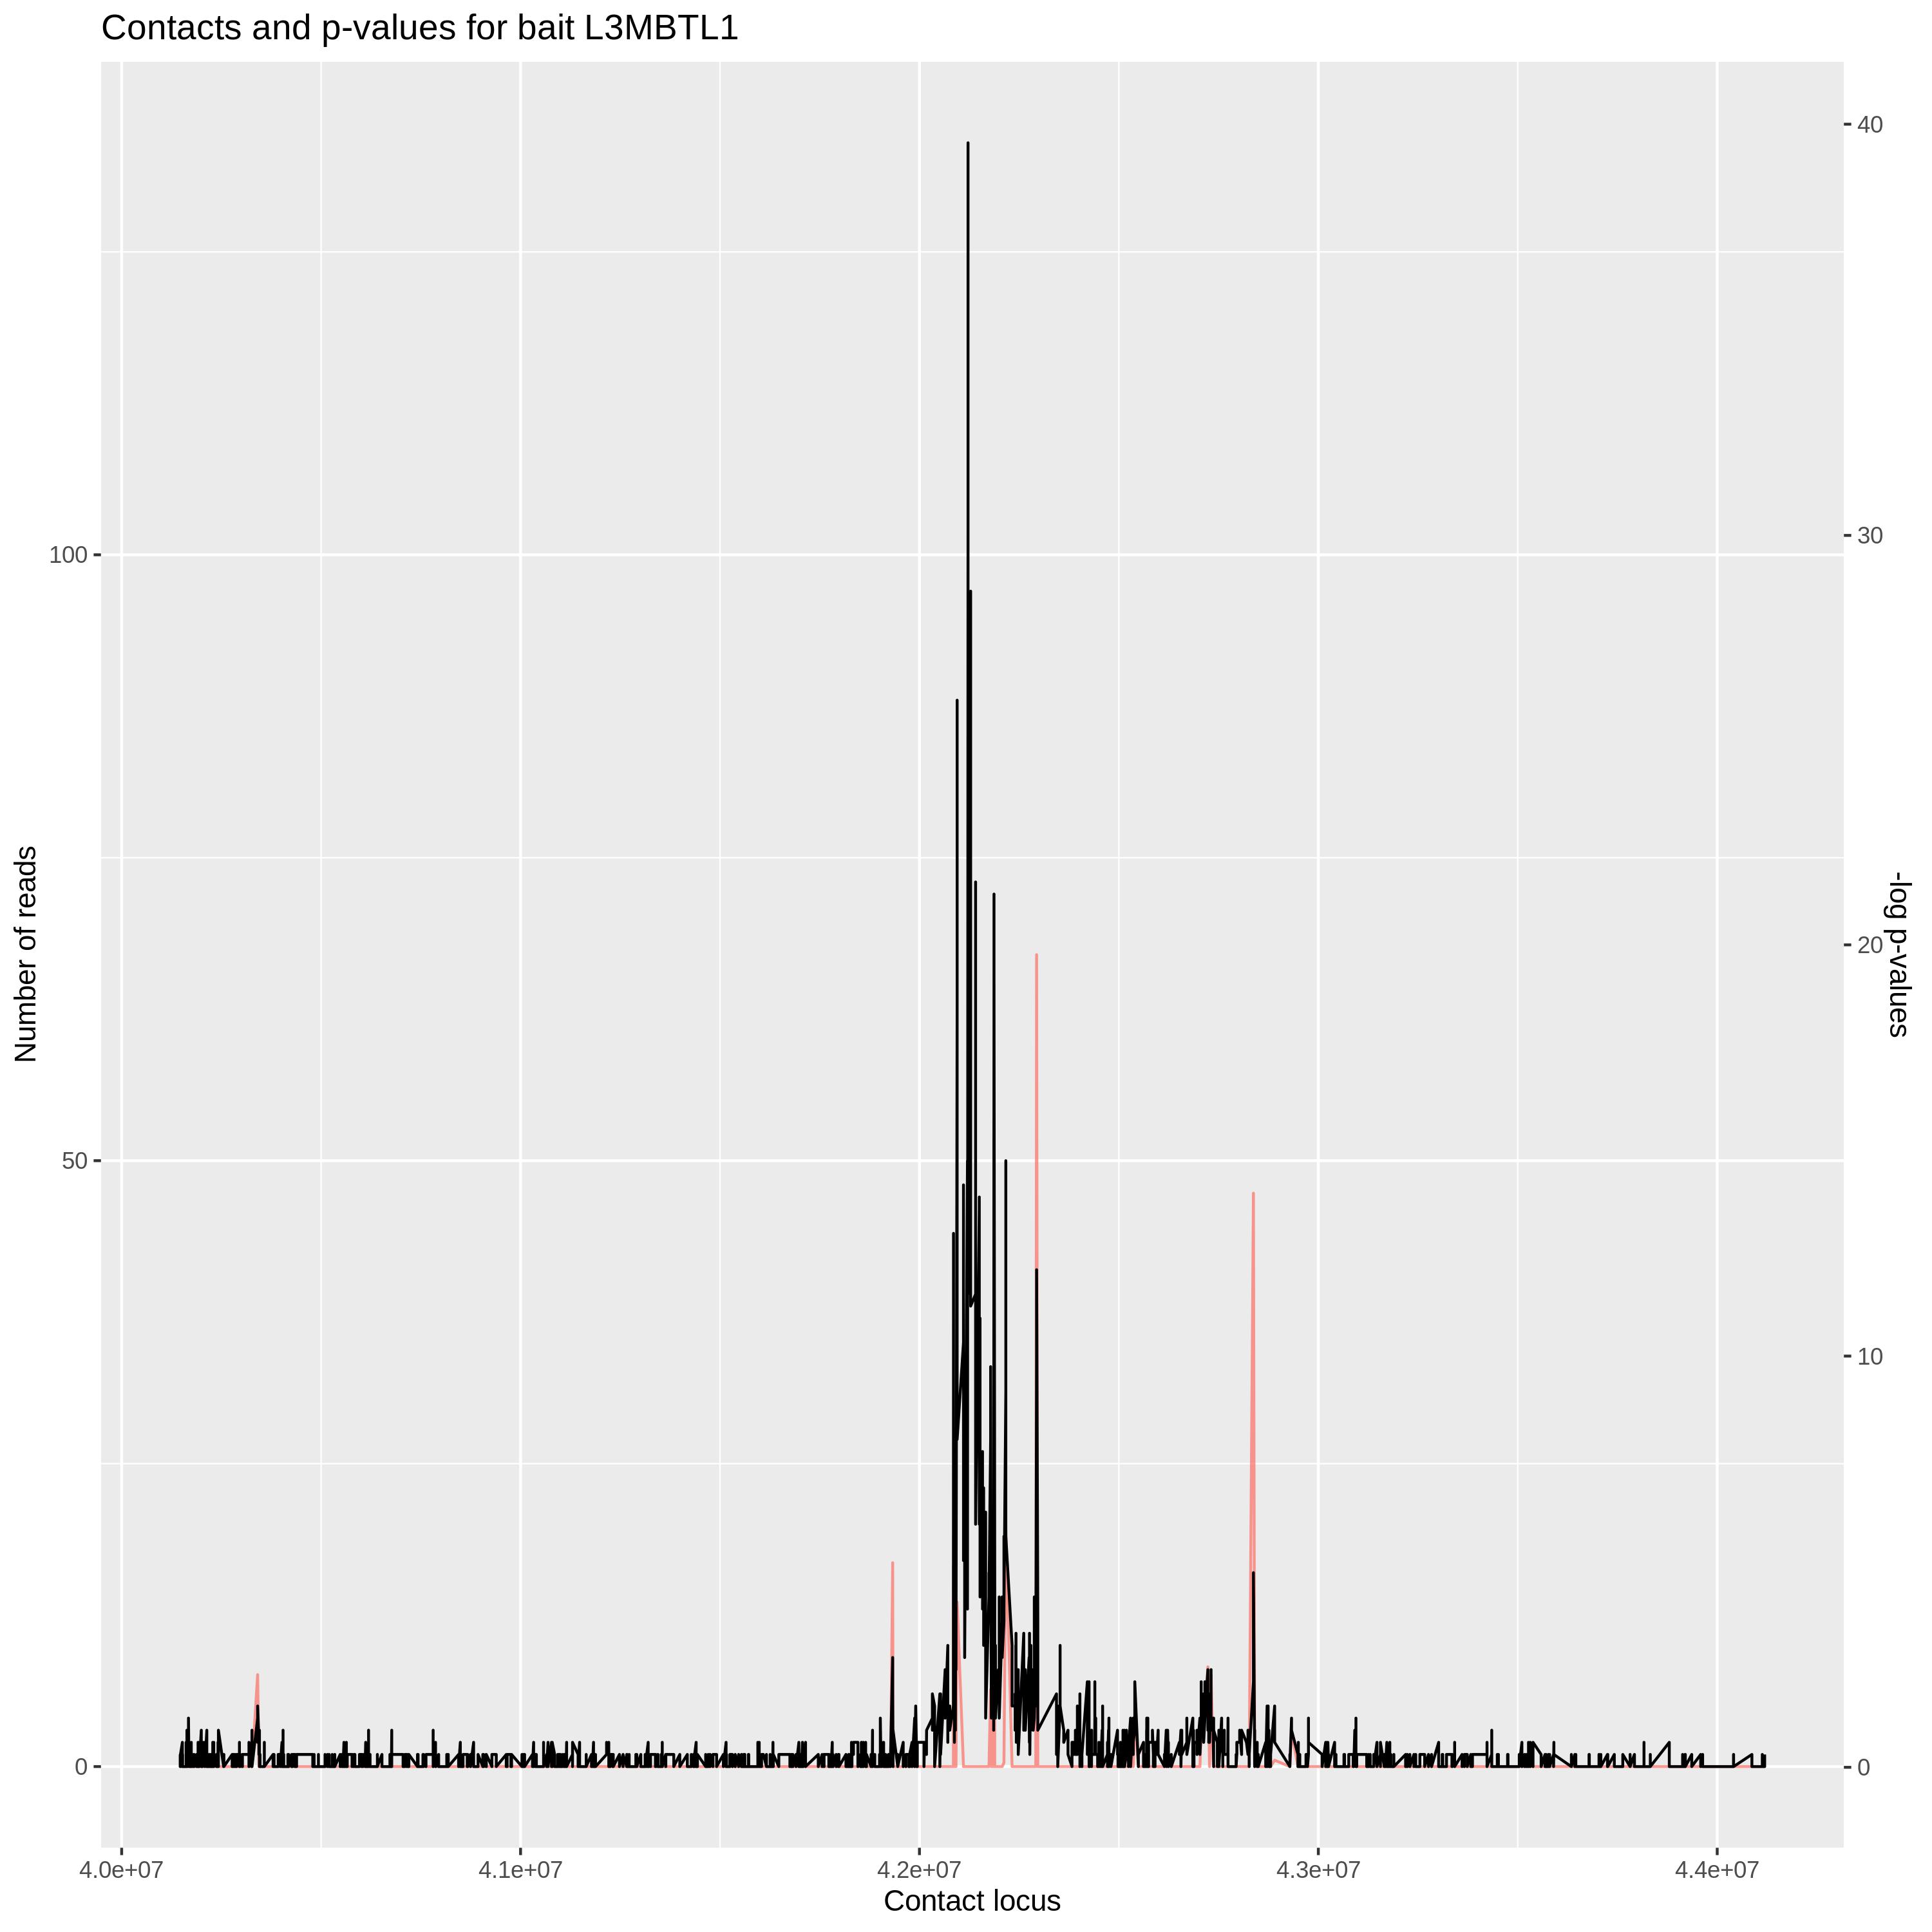 Contacts and p-values for bait L3MBTL1
40
30
100
20
Number of reads
-log p-values
50
10
0
0
4.0e+07
4.1e+07
4.2e+07
4.3e+07
4.4e+07
Contact locus